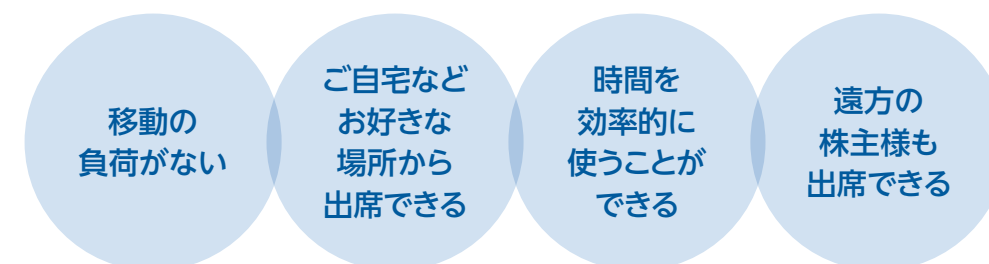 移動の
負荷がない
ご自宅など
お好きな
場所から
出席できる
時間を
効率的に
使うことが
できる
遠方の
株主様も
出席できる